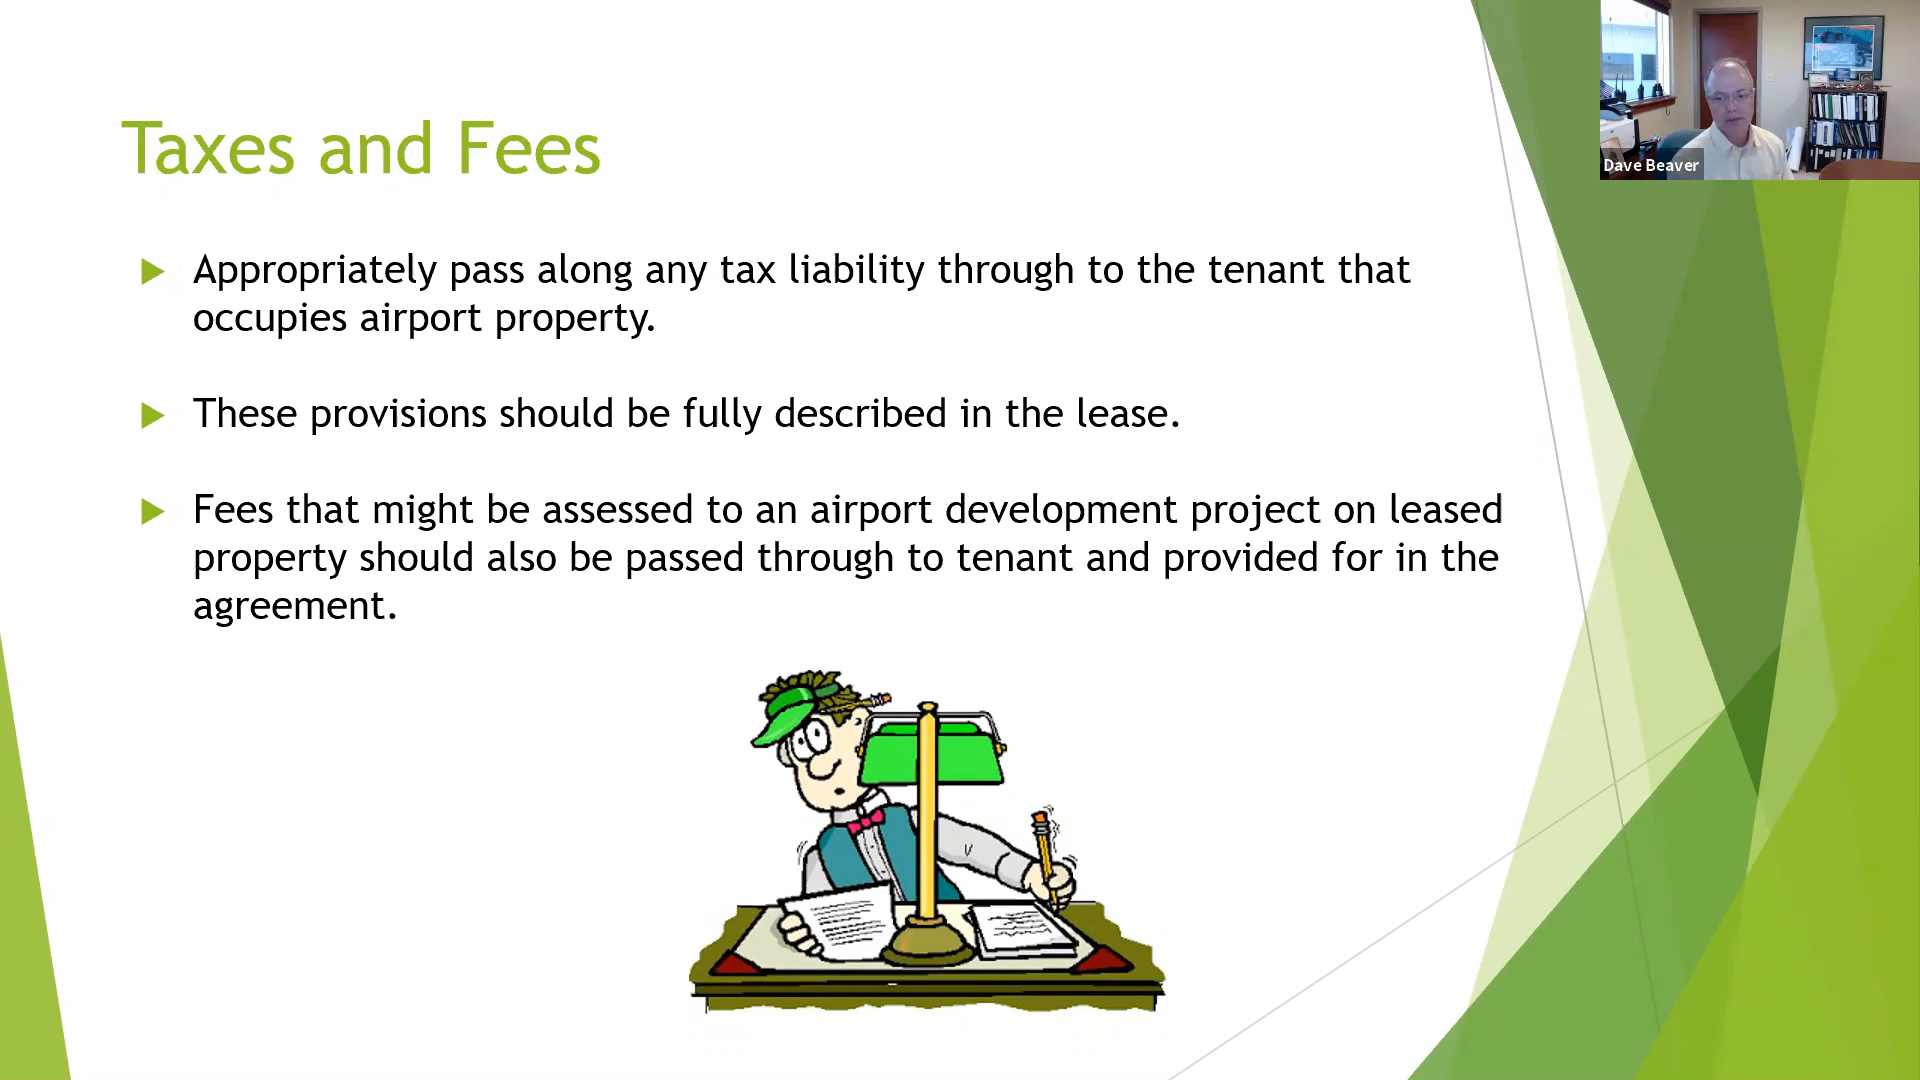 Taxes and Fees
Appropriately pass along any tax liability through to the tenant that
occupies airport property.
These provisions should be fully described in the lease.
Fees that might be assessed to an airport development project on leased
property should also be passed through to tenant and provided for in the
agreement.
Dave Beaver